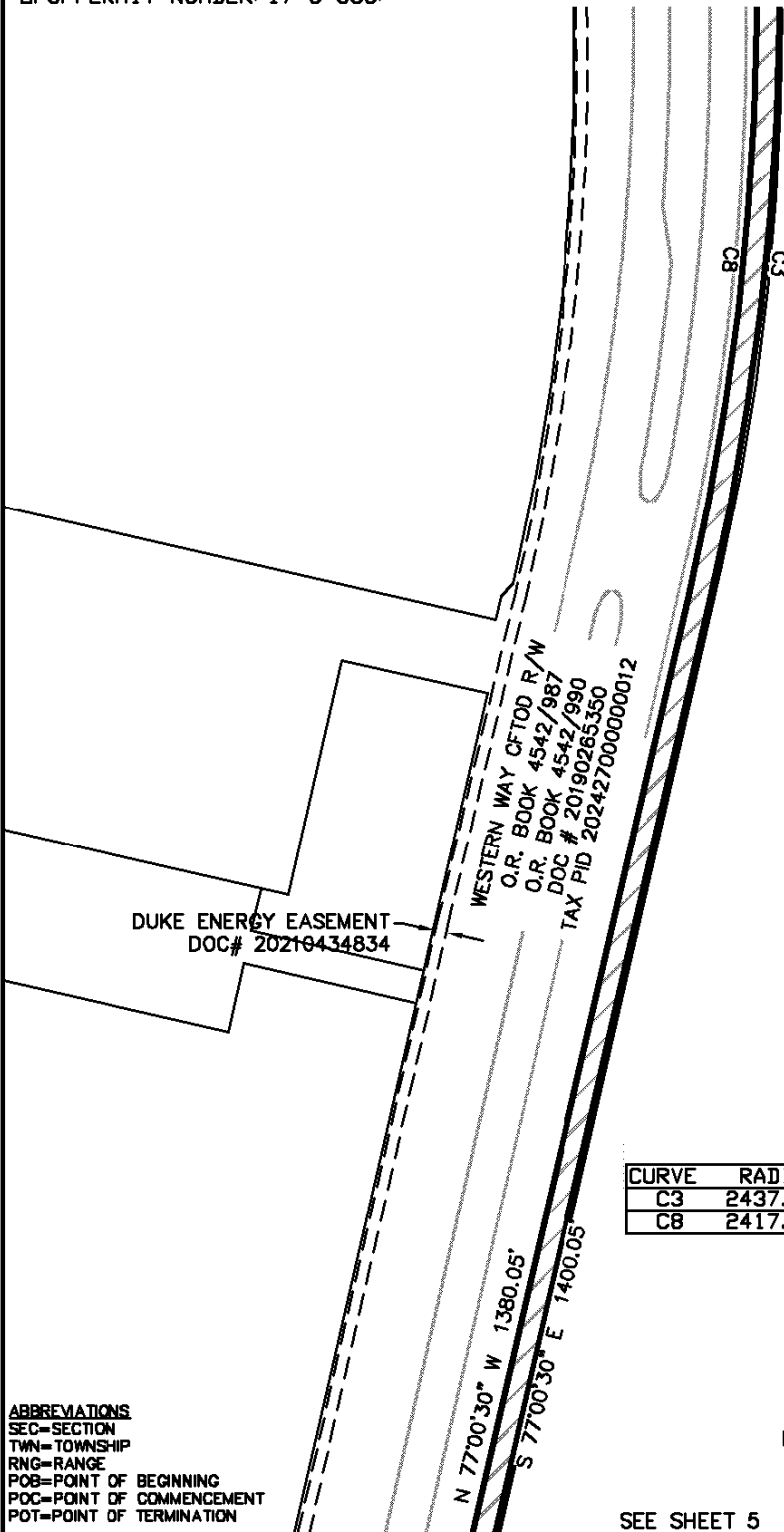 C8
C3
WESTERN WAY CFTOD R/W
O.R. BOOK 4542/987
O.R. BOOK 4542/990
DOC # 20190265350
TAX PID 202427000000012
DUKE ENERGY EASEMENT
DOC# 20210434834
CURVE RAD
C3 2437.
C8 2417.
N 77°00'30" W 1380.05'
S 77°00'30" E 1400.05'
ABBREVIATIONS
SEC=SECTION
TWN=TOWNSHIP
RNG=RANGE
POB=POINT OF BEGINNING
POC=POINT OF COMMENCEMENT
POT=POINT OF TERMINATION
SEE SHEET 5